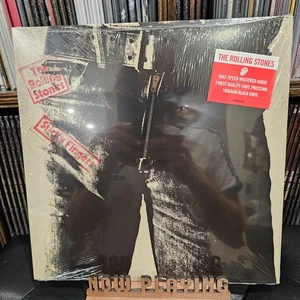 The
Rolling
Stones
Sticky Fingers
THE ROLLING STONES
HALF-SPEED MASTERED AUDIO
FINEST QUALITY VINYL PRESSING
180GRAM BLACK VINYL
NOW PLAYING